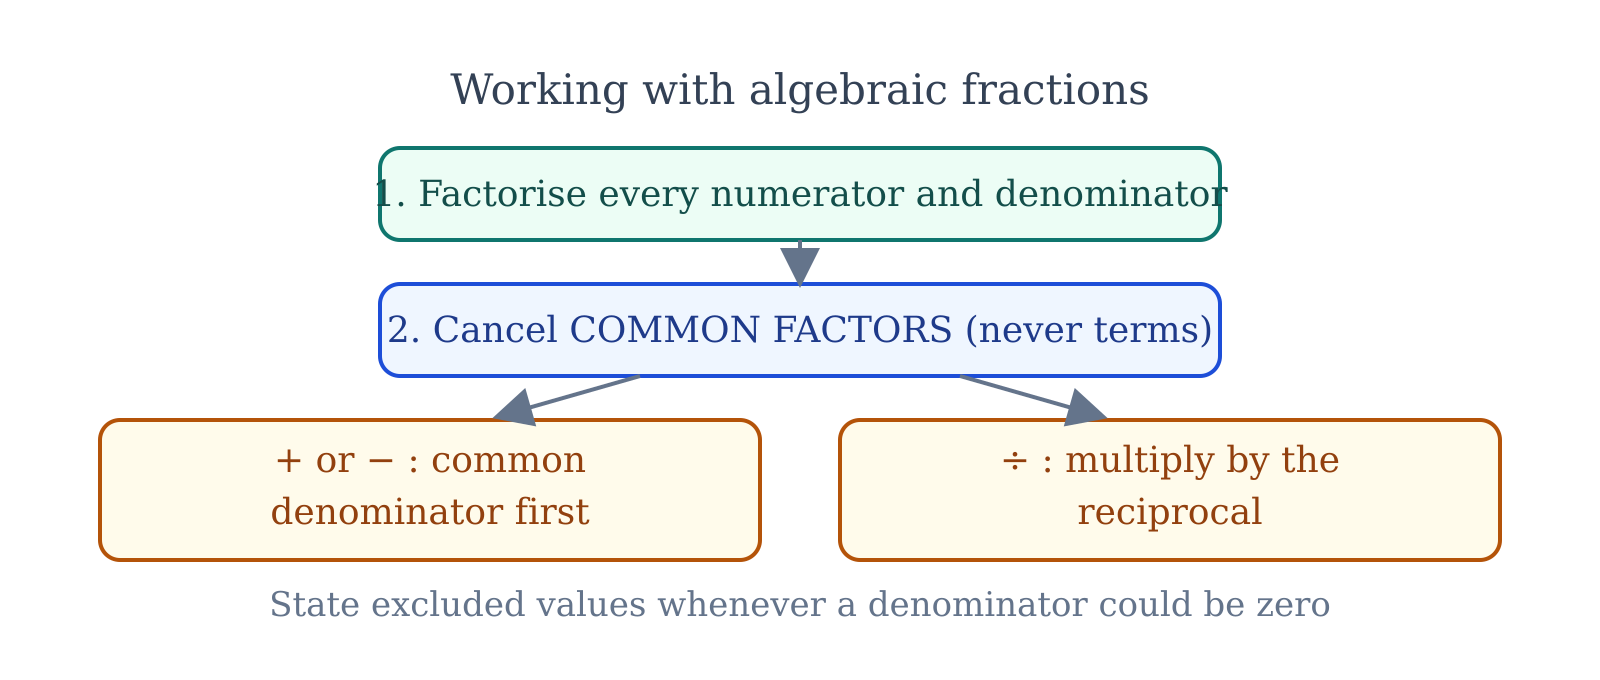 Working with algebraic fractions
1. Factorise every numerator and denominator
2. Cancel COMMON FACTORS (never terms)
+ or − : common
denominator first
÷ : multiply by the
reciprocal
State excluded values whenever a denominator could be zero